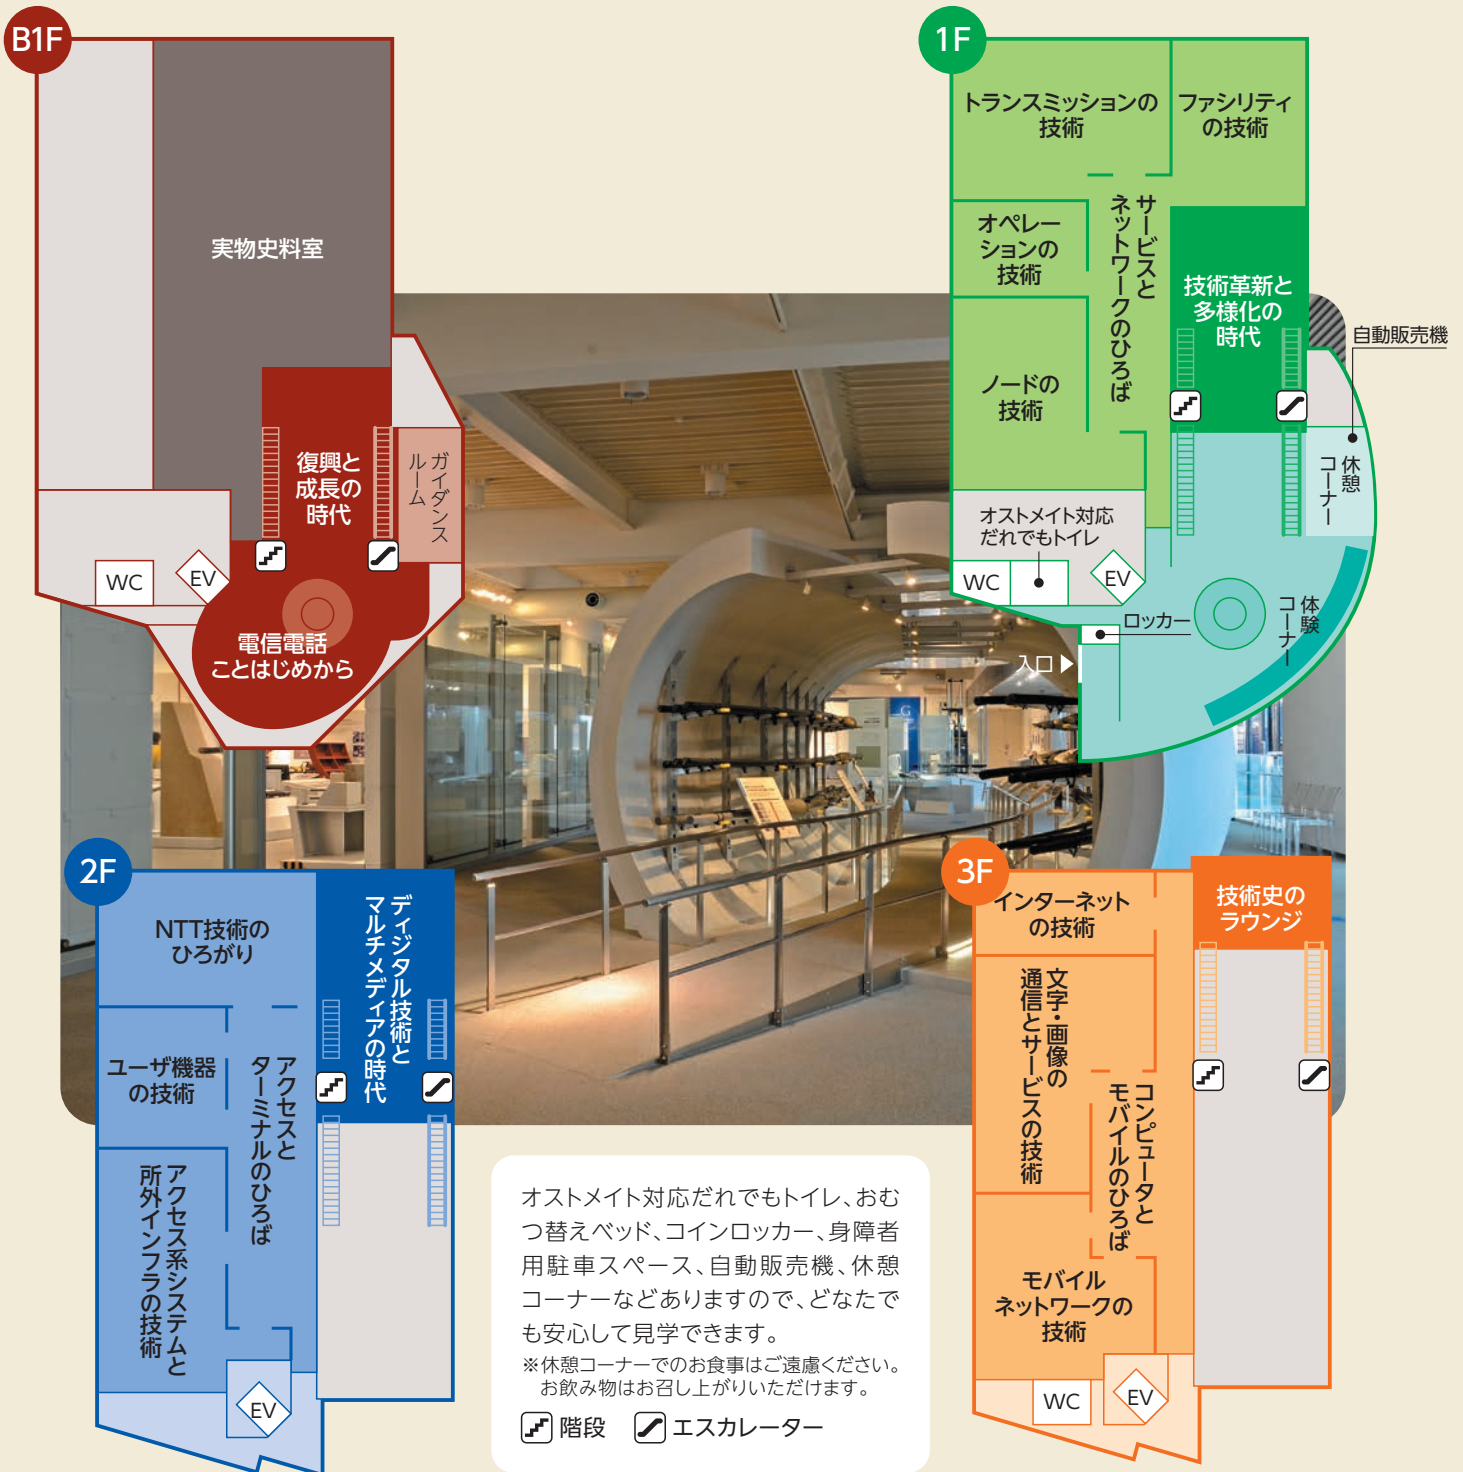 B1F
実物史料室
復興と
成長の
時代
ガイダンス
ルーム
WC
EV
電信電話
ことはじめから
1F
トランスミッションの
技術
ファシリティ
の技術
オペレー
ションの
技術
サービスと
ネットワークのひろば
技術革新と
多様化の
時代
自動販売機
ノードの
技術
休憩
コーナー
オストメイト対応
だれでもトイレ
WC
EV
ロッカー
体験
コーナー
入口
G
2F
NTT技術の
ひろがり
ディジタル技術と
マルチメディアの時代
ユーザ機器
の技術
アクセスと
ターミナルのひろば
アクセス系システムと
所外インフラの技術
EV
3F
インターネット
の技術
技術史の
ラウンジ
文字・画像の
通信とサービスの技術
コンピュータと
モバイルのひろば
モバイル
ネットワークの
技術
WC
EV
オストメイト対応だれでもトイレ、おむ
つ替えベッド、コインロッカー、身障者
用駐車スペース、自動販売機、休憩
コーナーなどありますので、どなたで
も安心して見学できます。
※休憩コーナーでのお食事はご遠慮ください。
お飲み物はお召し上がりいただけます。
階段 エスカレーター